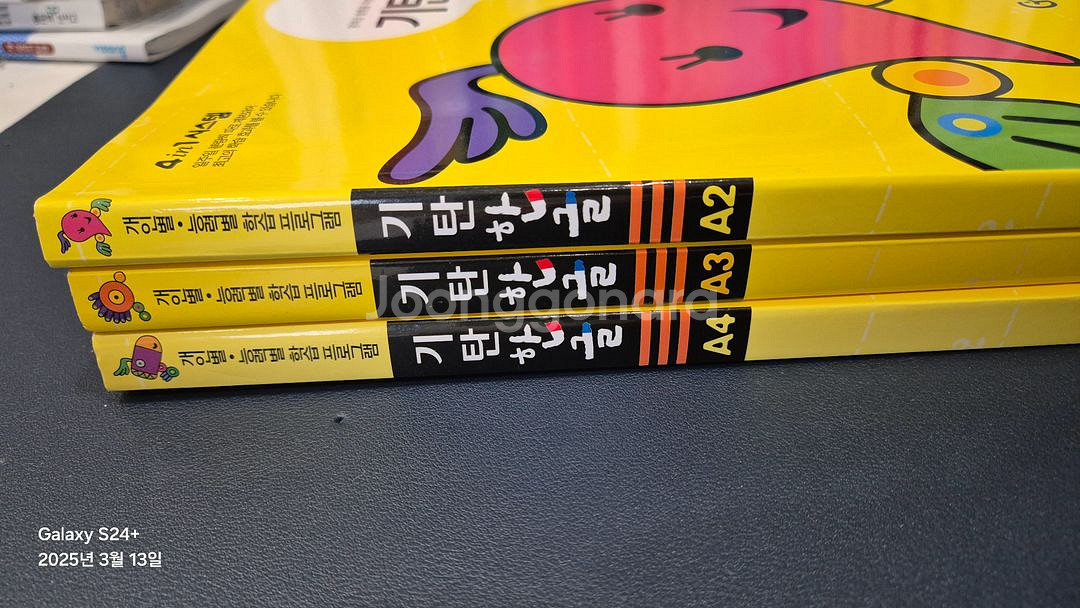 기탄
4in1 시스템
개인별·능력별 학습 프로그램 기탄한글 A2
개인별·능력별 학습 프로그램 기탄한글 A3
개인별·능력별 학습 프로그램 기탄한글 A4
Joonggonara
Galaxy S24+
2025년 3월 13일